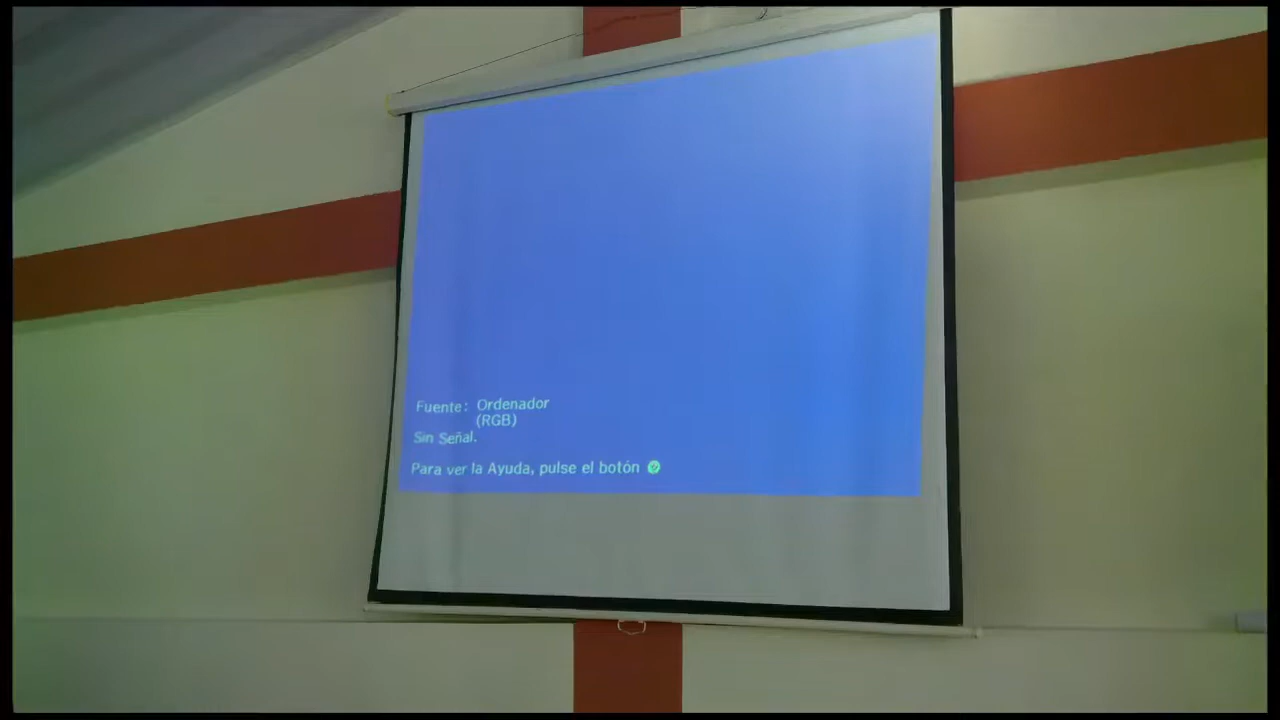 Fuente: Ordenador
(RGB)
Sin Señal.
Para ver la Ayuda, pulse el botón